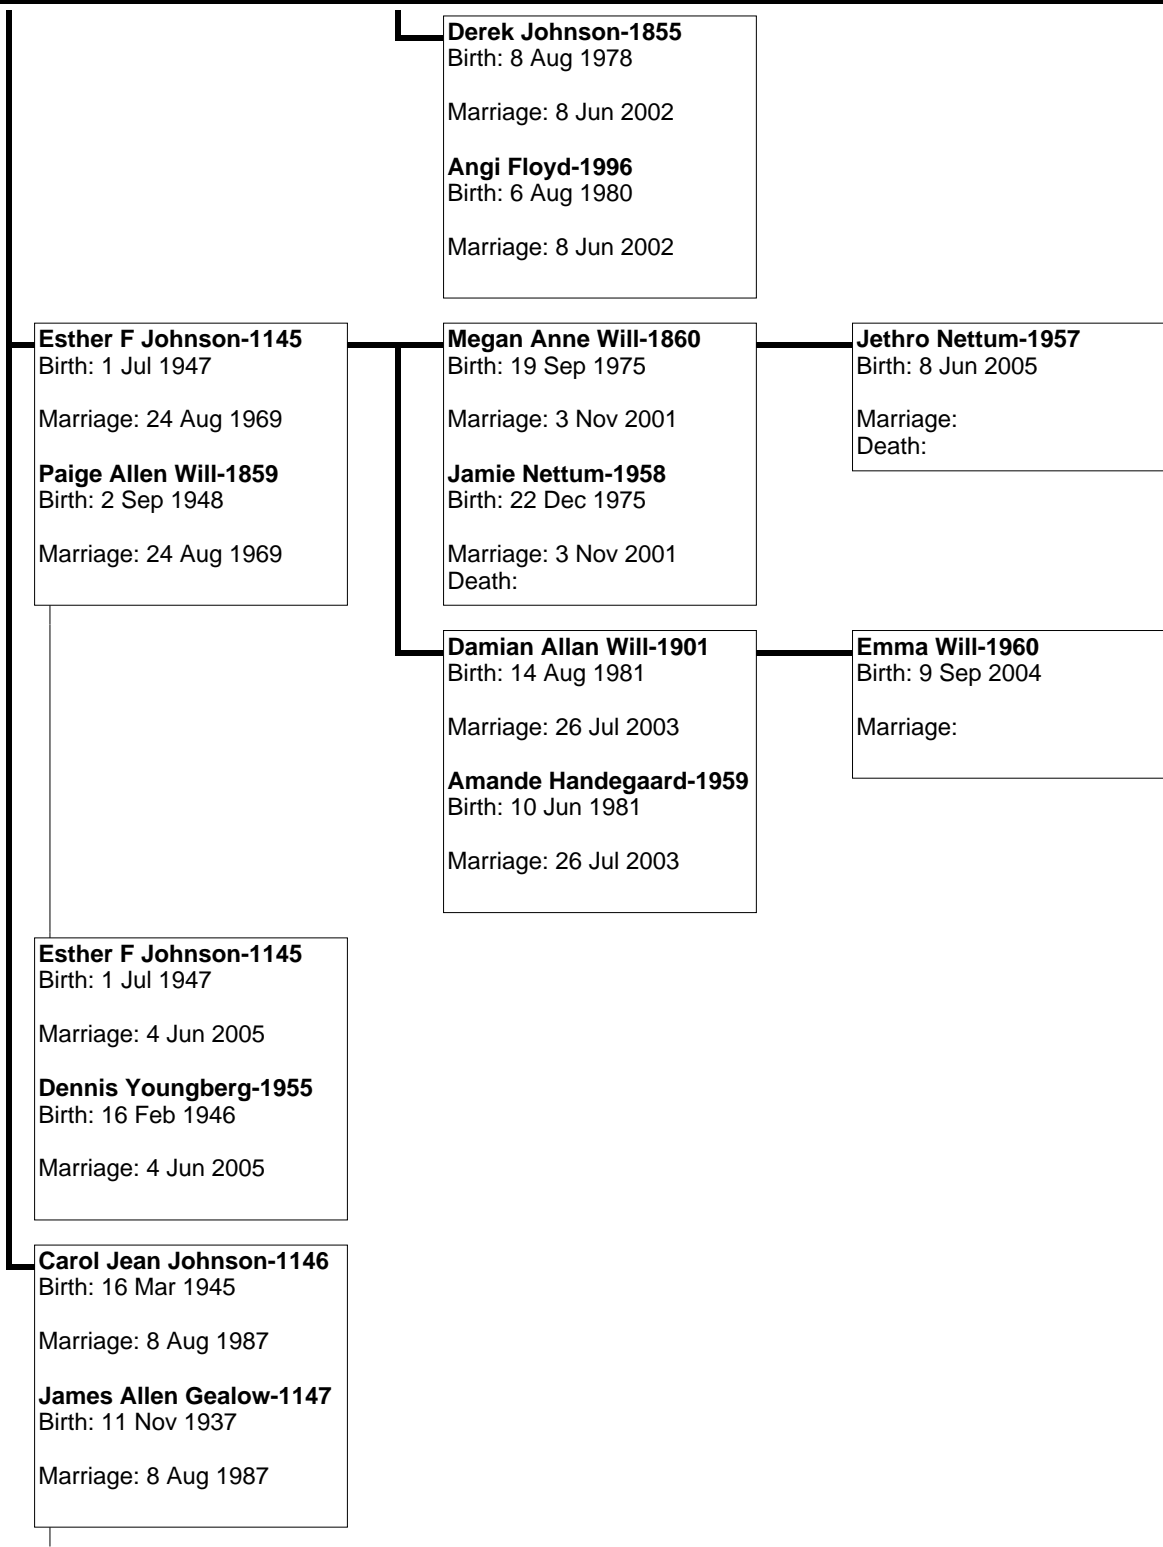 Derek Johnson-1855
Birth: 8 Aug 1978
Marriage: 8 Jun 2002
Angi Floyd-1996
Birth: 6 Aug 1980
Marriage: 8 Jun 2002
Esther F Johnson-1145
Birth: 1 Jul 1947
Marriage: 24 Aug 1969
Paige Allen Will-1859
Birth: 2 Sep 1948
Marriage: 24 Aug 1969
Megan Anne Will-1860
Birth: 19 Sep 1975
Marriage: 3 Nov 2001
Jamie Nettum-1958
Birth: 22 Dec 1975
Marriage: 3 Nov 2001
Death:
Jethro Nettum-1957
Birth: 8 Jun 2005
Marriage:
Death:
Damian Allan Will-1901
Birth: 14 Aug 1981
Marriage: 26 Jul 2003
Amande Handegaard-1959
Birth: 10 Jun 1981
Marriage: 26 Jul 2003
Emma Will-1960
Birth: 9 Sep 2004
Marriage:
Esther F Johnson-1145
Birth: 1 Jul 1947
Marriage: 4 Jun 2005
Dennis Youngberg-1955
Birth: 16 Feb 1946
Marriage: 4 Jun 2005
Carol Jean Johnson-1146
Birth: 16 Mar 1945
Marriage: 8 Aug 1987
James Allen Gealow-1147
Birth: 11 Nov 1937
Marriage: 8 Aug 1987